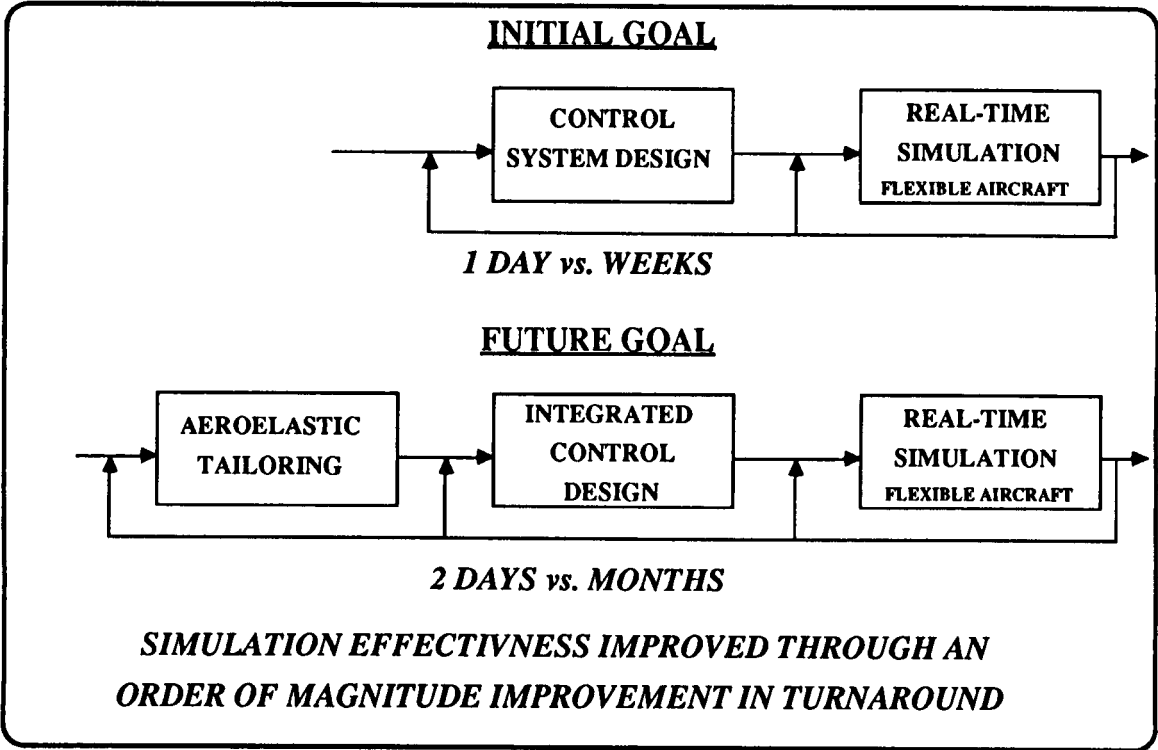 INITIAL GOAL
CONTROL
SYSTEM DESIGN
REAL-TIME
SIMULATION
FLEXIBLE AIRCRAFT
1 DAY vs. WEEKS
FUTURE GOAL
AEROELASTIC
TAILORING
INTEGRATED
CONTROL
DESIGN
REAL-TIME
SIMULATION
FLEXIBLE AIRCRAFT
2 DAYS vs. MONTHS
SIMULATION EFFECTIVNESS IMPROVED THROUGH AN
ORDER OF MAGNITUDE IMPROVEMENT IN TURNAROUND